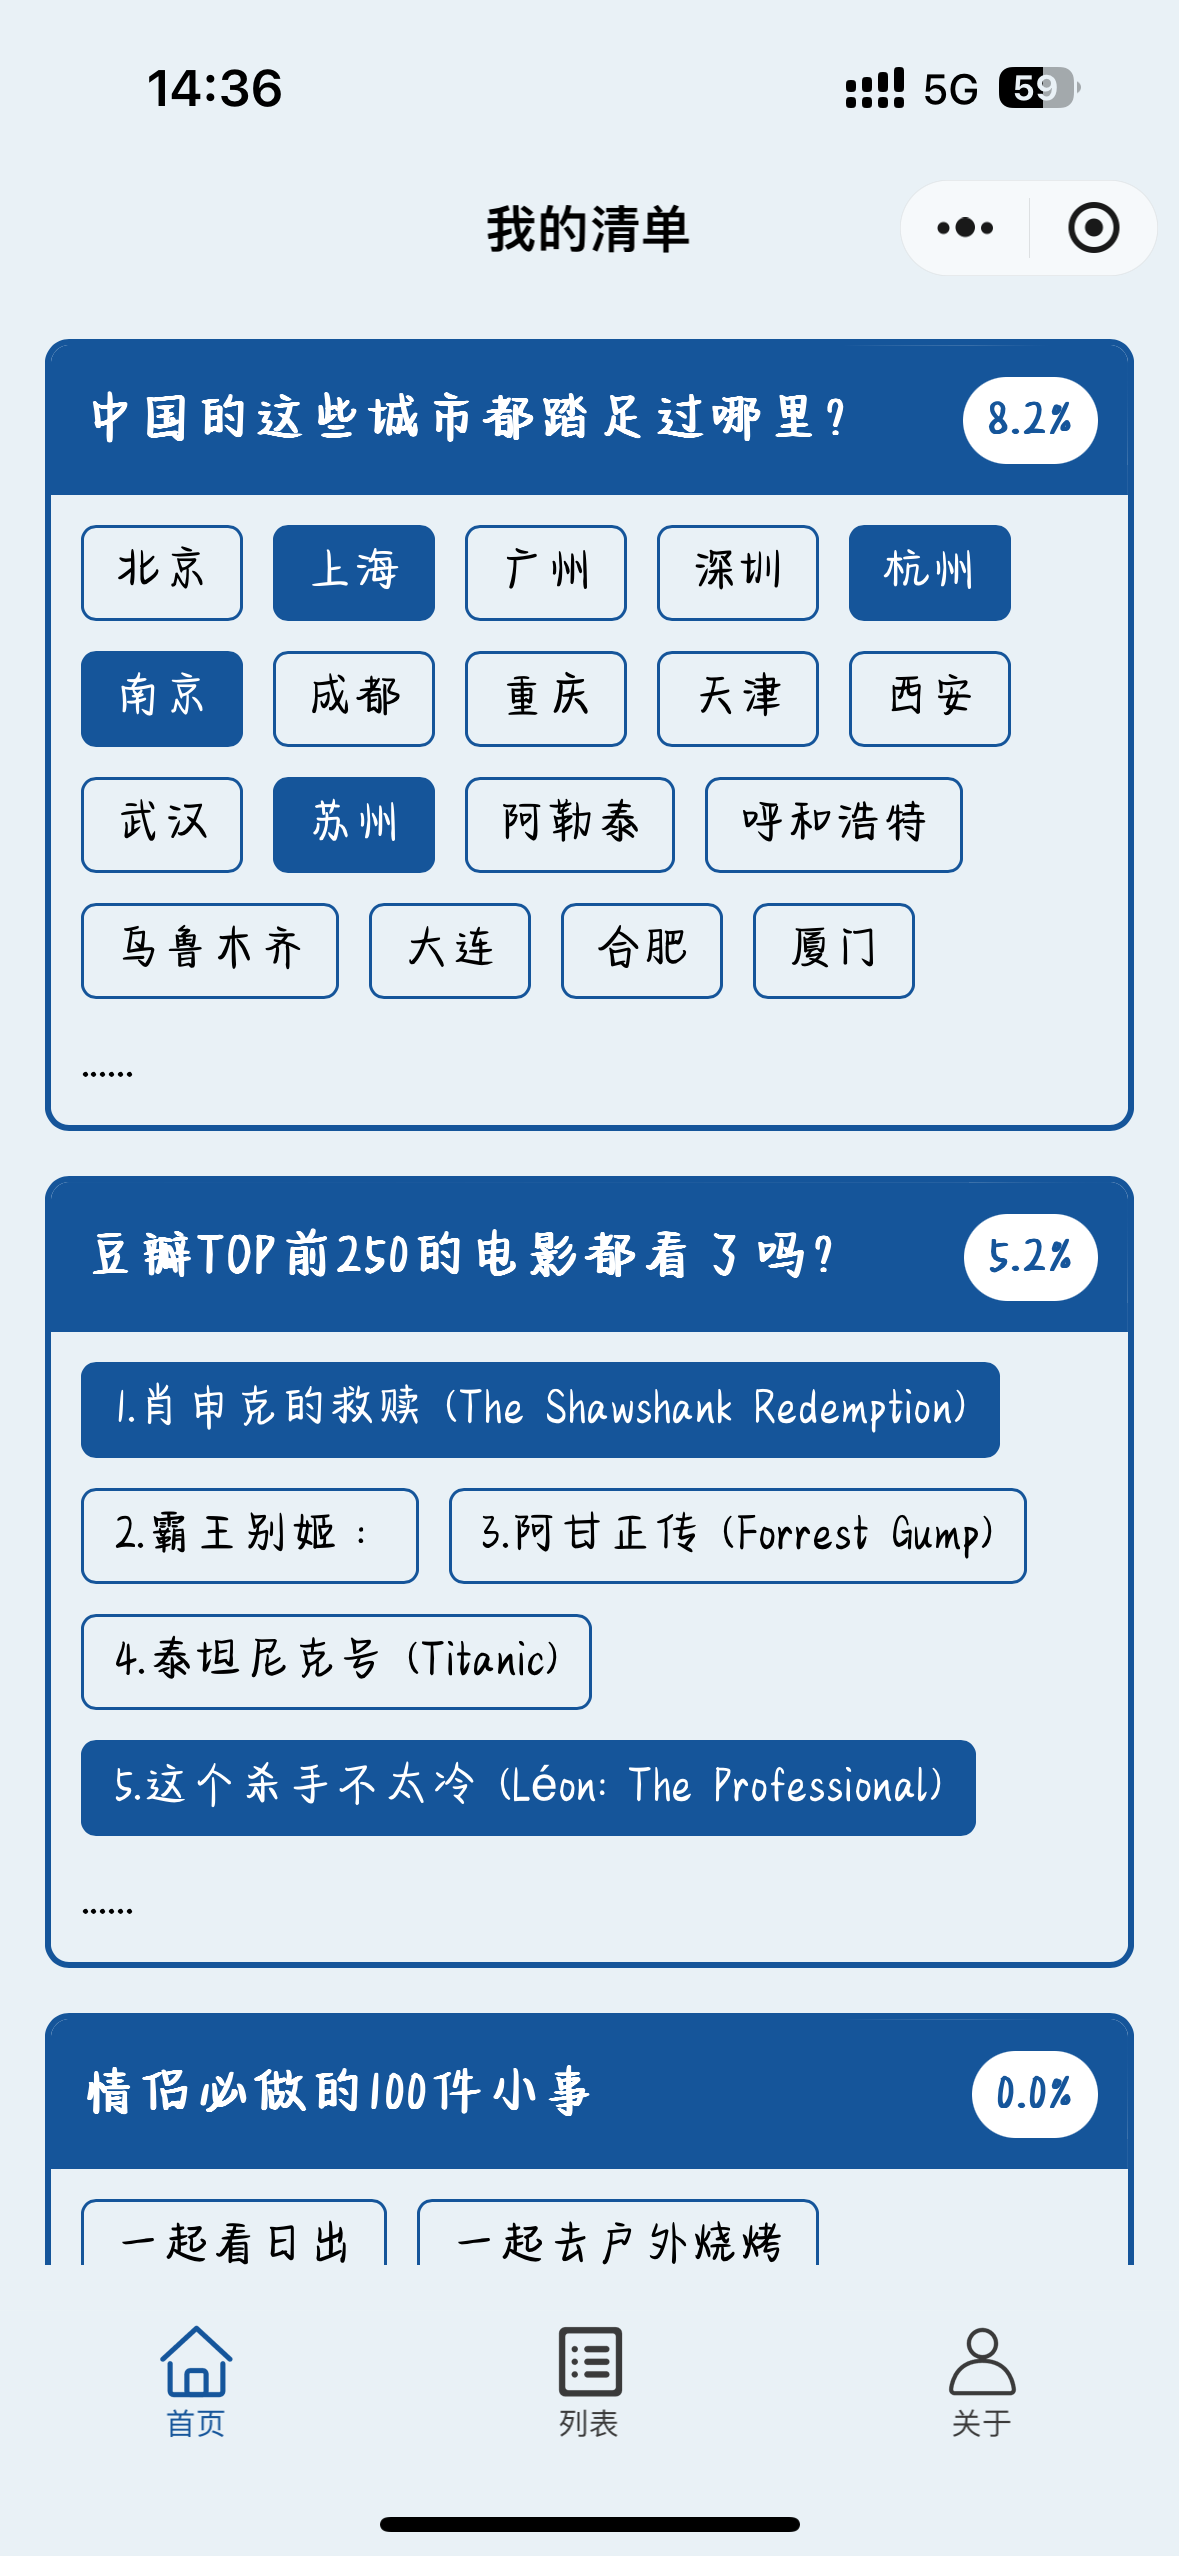 14:36 5G 59
我的清单
中国的这些城市都踏足过哪里? 8.2%
北京 上海 广州 深圳 杭州
南京 成都 重庆 天津 西安
武汉 苏州 阿勒泰 呼和浩特
乌鲁木齐 大连 合肥 厦门
......
豆瓣TOP前250的电影都看了吗? 5.2%
1.肖申克的救赎 (The Shawshank Redemption)
2.霸王别姬: 3.阿甘正传 (Forrest Gump)
4.泰坦尼克号 (Titanic)
5.这个杀手不太冷 (Léon: The Professional)
......
情侣必做的100件小事 0.0%
一起看日出 一起去户外烧烤
首页 列表 关于